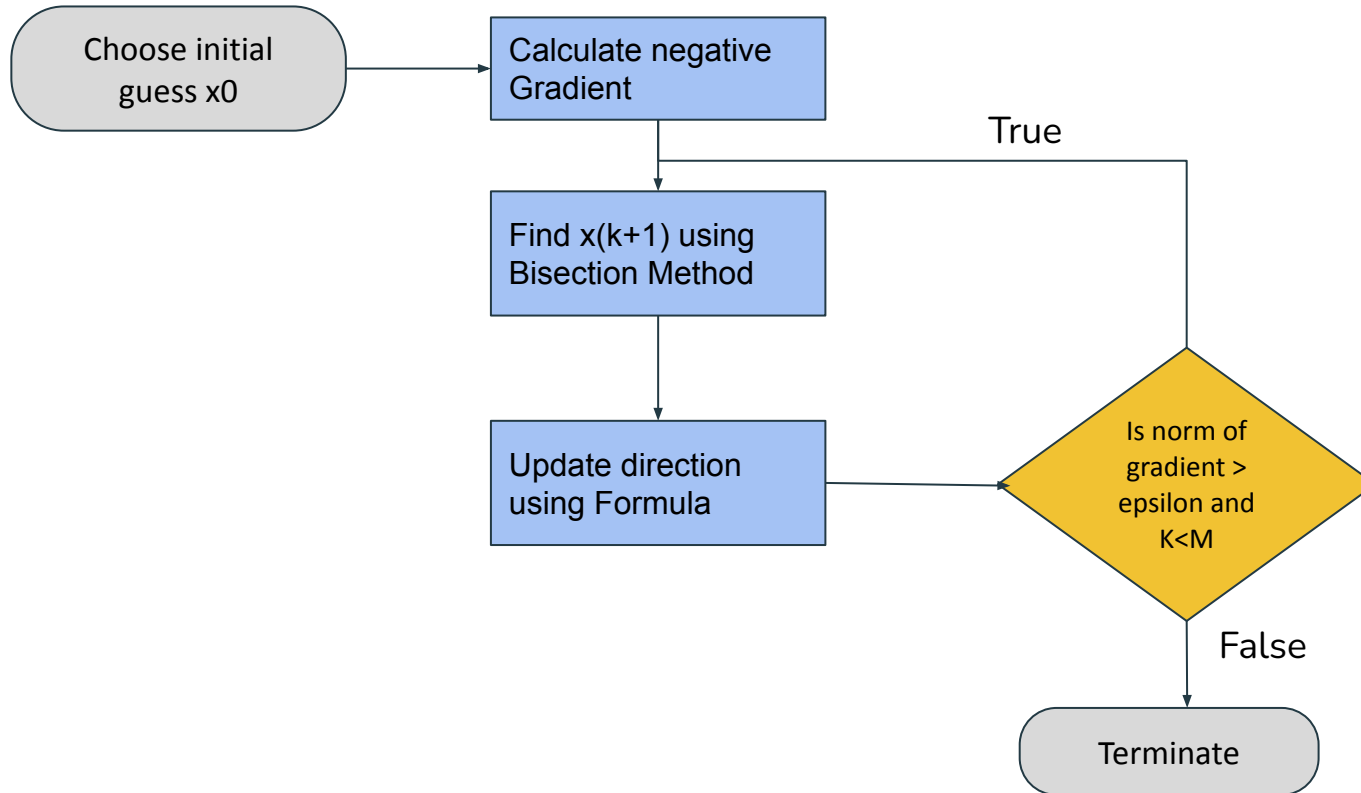 Choose initial
guess x0
Calculate negative
Gradient
True
Find x(k+1) using
Bisection Method
Update direction
using Formula
Is norm of
gradient >
epsilon and
K<M
False
Terminate